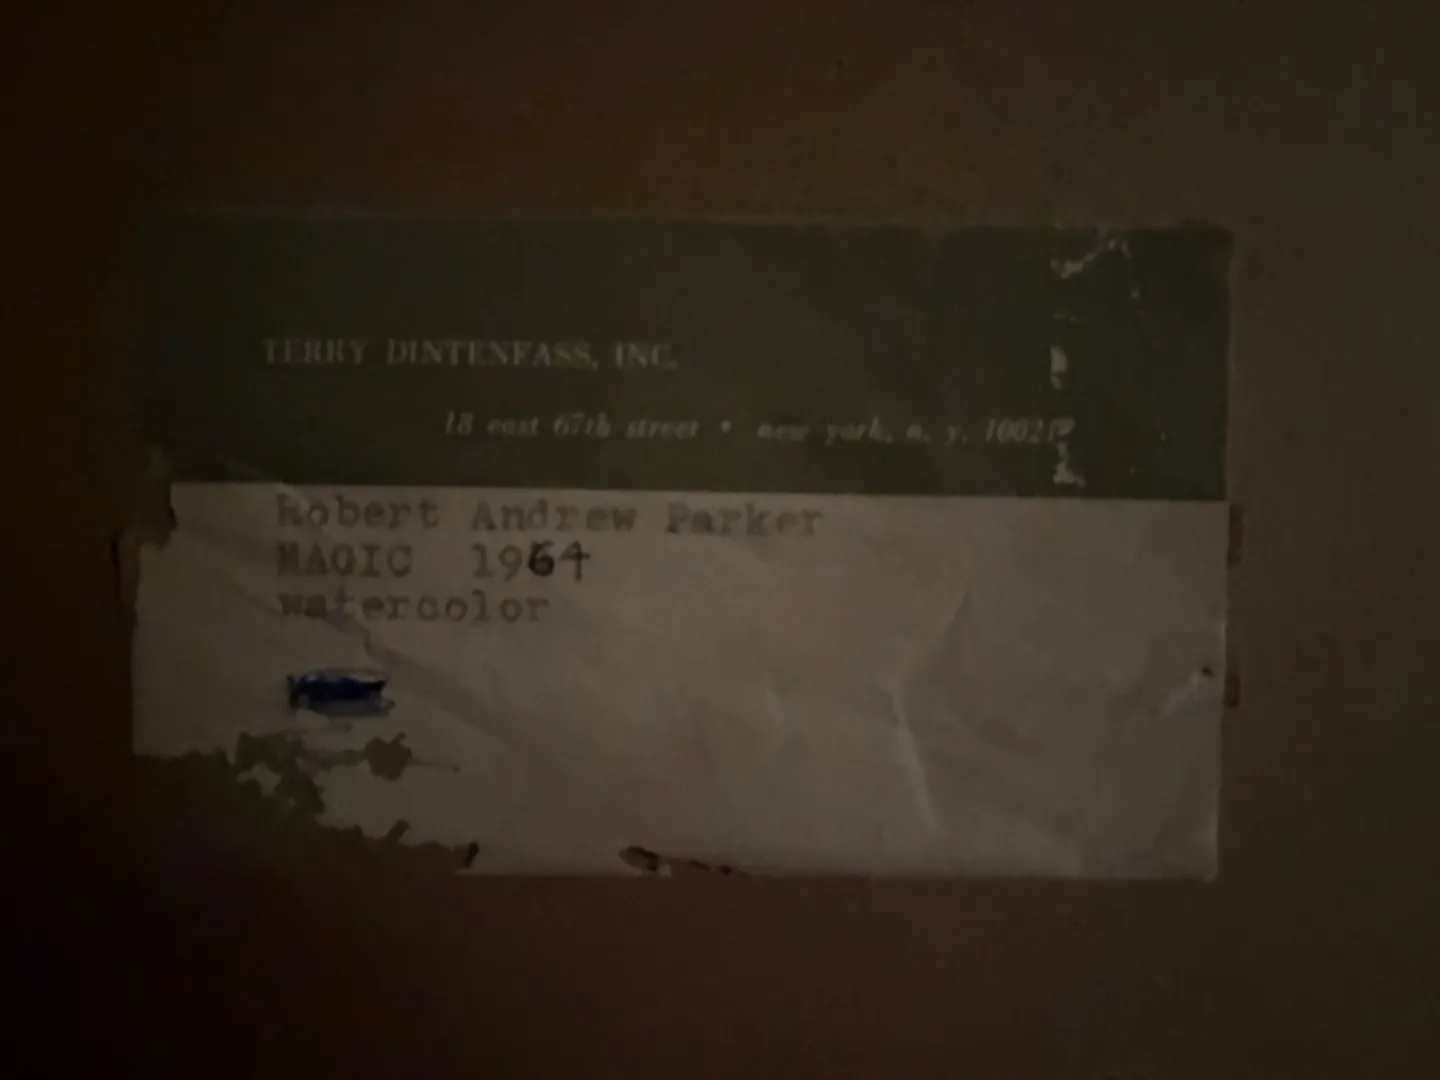 TERRY DINTENFASS, INC.
18 east 67th street • new york, n. y. 10021
Robert Andrew Parker
MAGIC 1964
watercolor